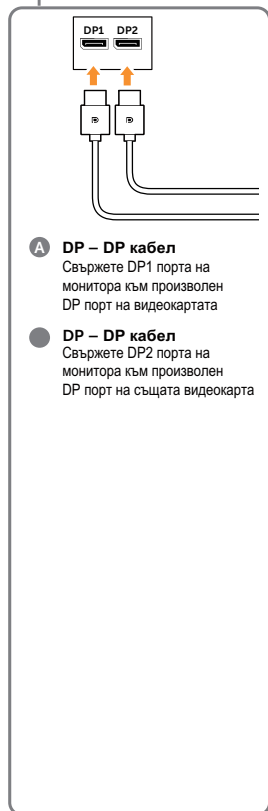 DP1 DP2
A DP – DP кабел
Свържете DP1 порта на
монитора към произволен
DP порт на видеокартата
DP – DP кабел
Свържете DP2 порта на
монитора към произволен
DP порт на същата видеокарта